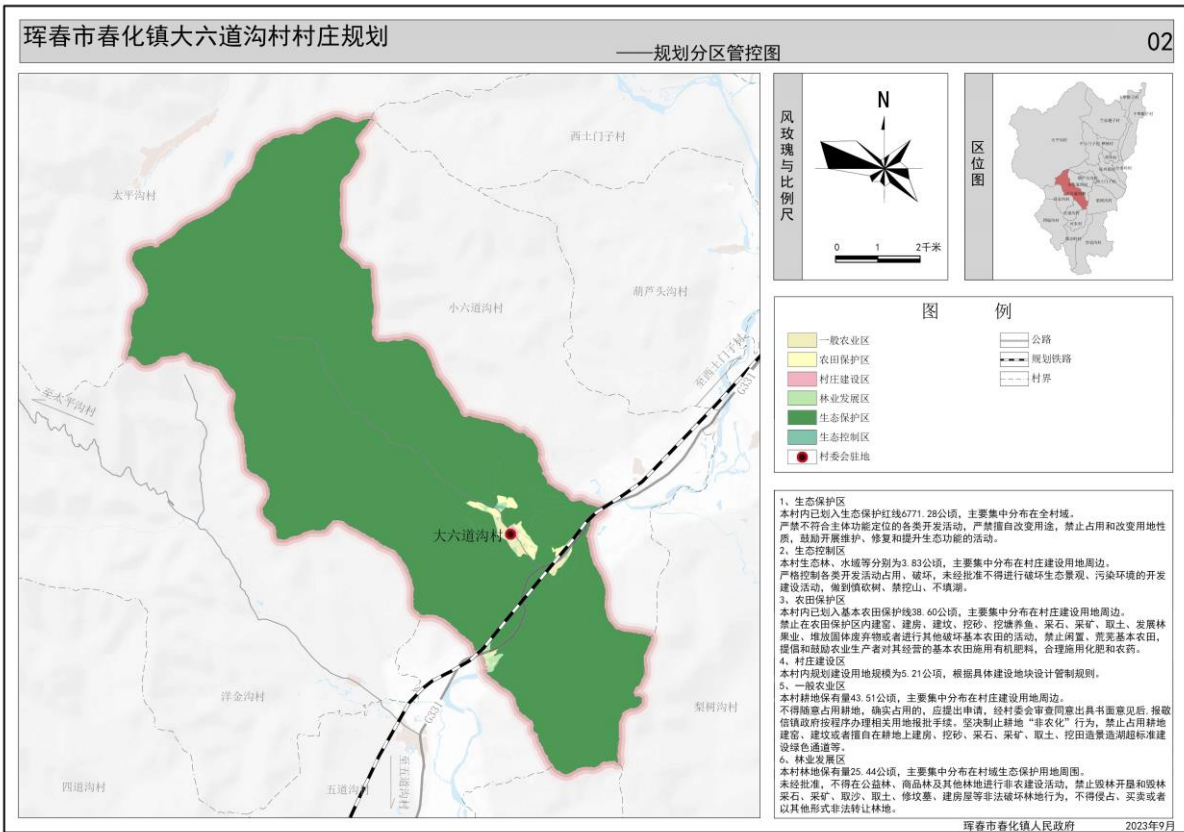 珲春市春化镇大六道沟村村庄规划
——规划分区管控图
02
西土门子村
太平沟村
小六道沟村
葫芦头沟村
至西土门子村
G331
至太平沟村
大六道沟村
洋金沟村
梨树沟村
G331
至五道沟村
四道沟村
五道沟村
风玫瑰与比例尺
N
0 1 2千米
区位图
图 例
一般农业区
农田保护区
村庄建设区
林业发展区
生态保护区
生态控制区
村委会驻地
公路
规划铁路
村界
1、生态保护区
本村内已划入生态保护红线6771.28公顷，主要集中分布在全村域。
严禁不符合主体功能定位的各类开发活动，严禁擅自改变用途，禁止占用和改变用地性
质，鼓励开展维护、修复和提升生态功能的活动。
2、生态控制区
本村生态林、水域等分别为3.83公顷，主要集中分布在村庄建设用地周边。
严格控制各类开发活动占用、破坏，未经批准不得进行破坏生态景观、污染环境的开发
建设活动，做到慎砍树、禁挖山、不填湖。
3、农田保护区
本村内已划入基本农田保护线38.60公顷，主要集中分布在村庄建设用地周边。
禁止在农田保护区内建窑、建房、建坟、挖砂、挖塘养鱼、采石、采矿、取土、发展林
果业、堆放固体废弃物或者进行其他破坏基本农田的活动，禁止闲置、荒芜基本农田，
提倡和鼓励农业生产者对其经营的基本农田施用有机肥料，合理施用化肥和农药。
4、村庄建设区
本村内规划建设用地规模为5.21公顷，根据具体建设地块设计管制规则。
5、一般农业区
本村耕地保有量43.51公顷，主要集中分布在村庄建设用地周边。
不得随意占用耕地，确实占用的，应提出申请，经村委会审查同意出具书面意见后.报敬
信镇政府按程序办理相关用地报批手续。坚决制止耕地“非农化”行为，禁止占用耕地
建窑、建坟或者擅自在耕地上建房、挖砂、采石、采矿、取土、挖田造景造湖超标准建
设绿色通道等。
6、林业发展区
本村林地保有量25.44公顷，主要集中分布在村域生态保护用地周围。
未经批准，不得在公益林、商品林及其他林地进行非农建设活动，禁止毁林开垦和毁林
采石、采矿、取沙、取土、修坟墓、建房屋等非法破坏林地行为，不得侵占、买卖或者
以其他形式非法转让林地。
珲春市春化镇人民政府 2023年9月